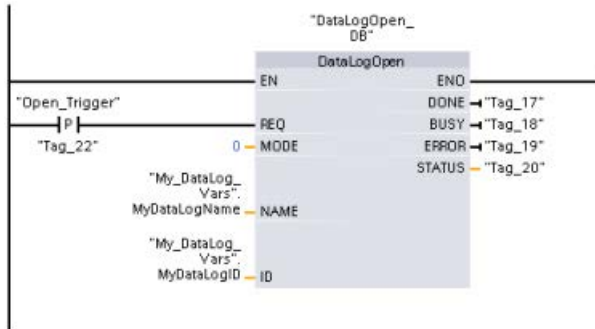 "DataLogOpen_
DB"
DataLogOpen
EN
ENO
"Open_Trigger"
DONE
"Tag_17"
P
REQ
BUSY
"Tag_18"
"Tag_22"
0
MODE
ERROR
"Tag_19"
STATUS
"Tag_20"
"My_DataLog_
Vars".
MyDataLogName
NAME
"My_DataLog_
Vars".
MyDataLogID
ID